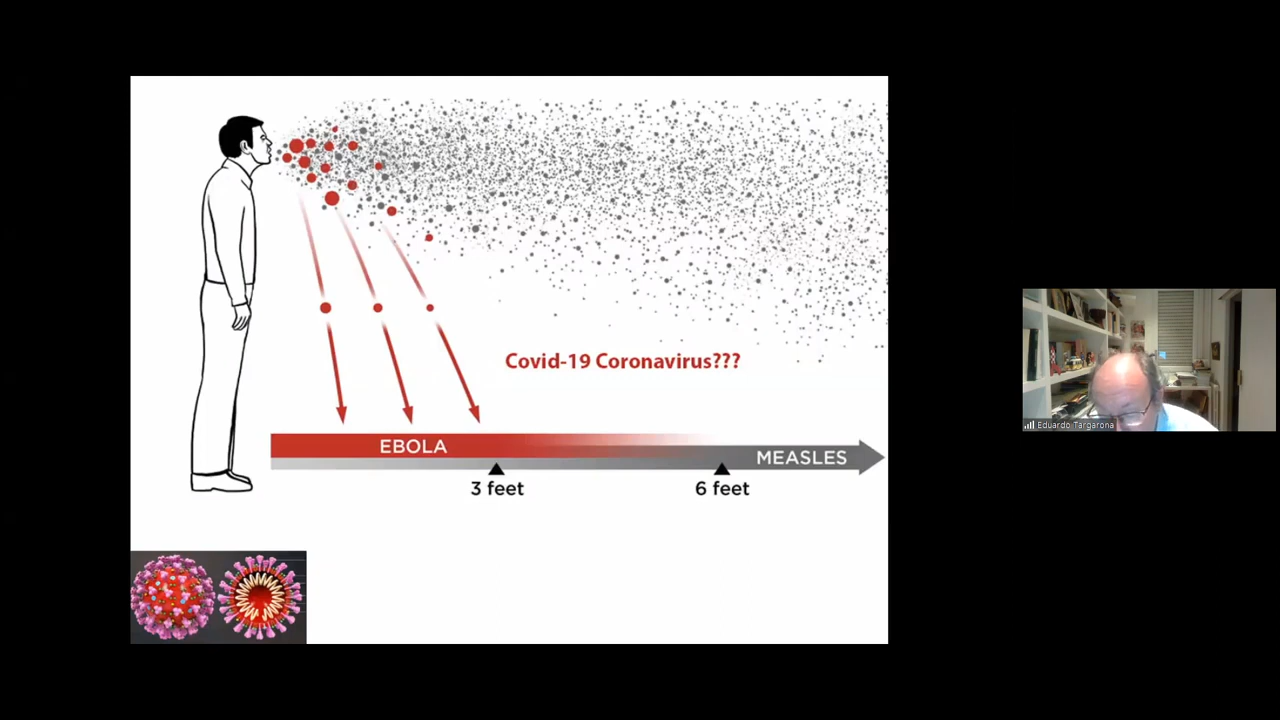 Covid-19 Coronavirus???
EBOLA
MEASLES
3 feet
6 feet
Eduardo Targarona